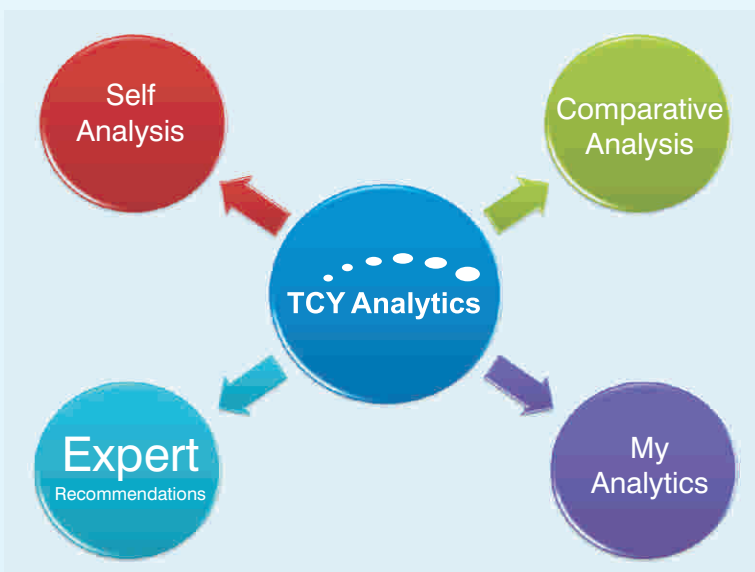 Self
Analysis
Comparative
Analysis
TCY Analytics
Expert
Recommendations
My
Analytics